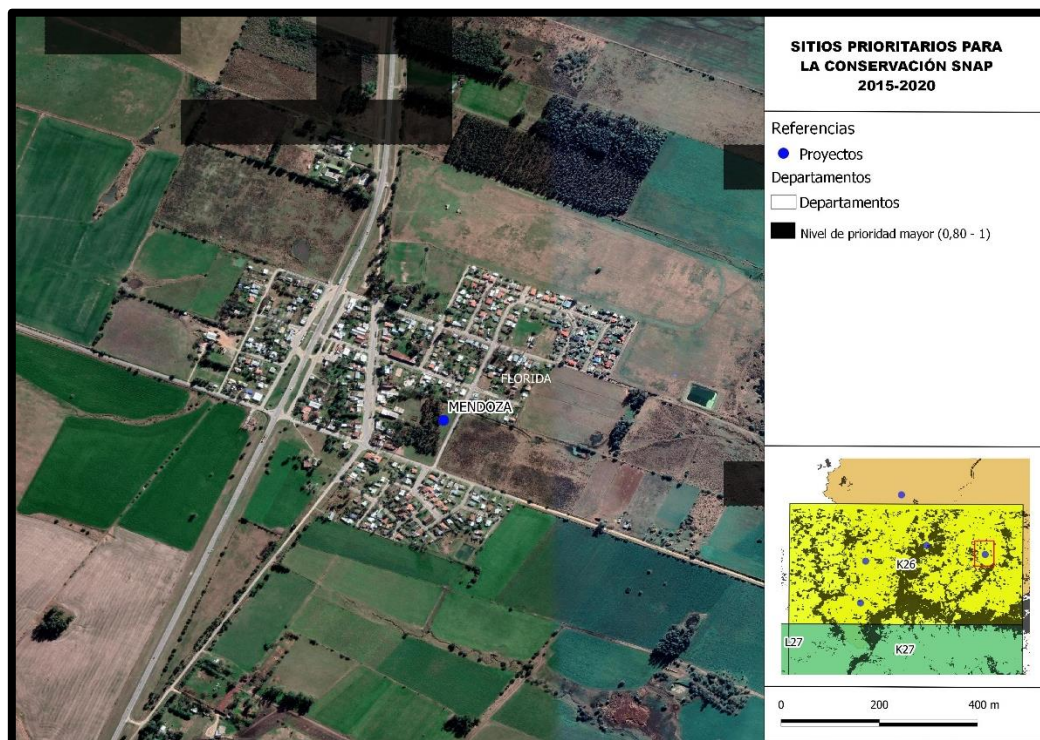 SITIOS PRIORITARIOS PARA
LA CONSERVACIÓN SNAP
2015-2020
Referencias
Proyectos
Departamentos
Departamentos
Nivel de prioridad mayor (0,80 - 1)
FLORIDA
MENDOZA
K26
L27
K27
0 200 400 m